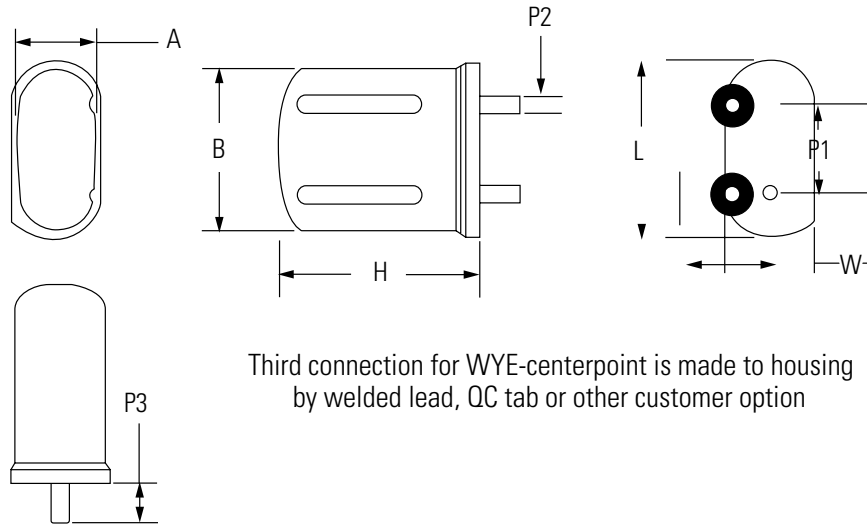 A
P2
B
L
P1
H
W
P3
Third connection for WYE-centerpoint is made to housing
by welded lead, QC tab or other customer option